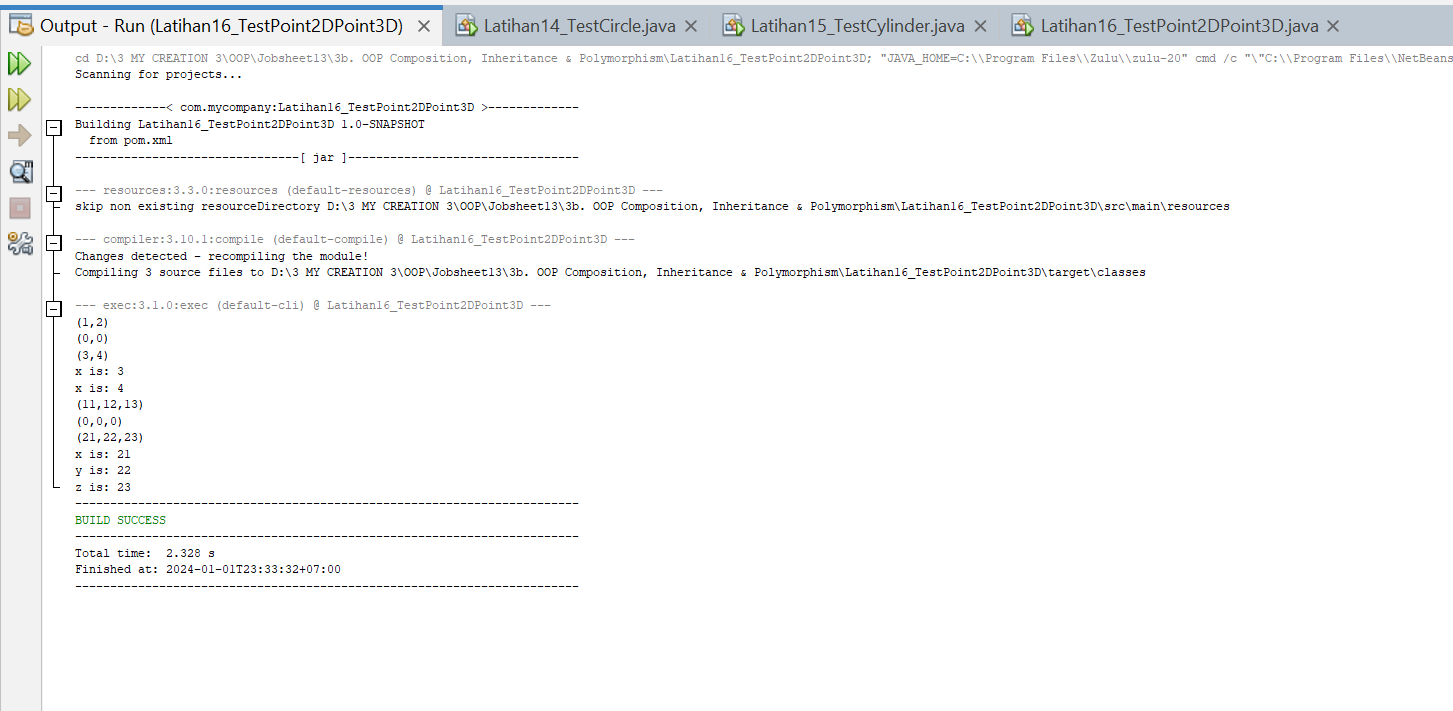 Output - Run (Latihan16_TestPoint2DPoint3D) Latihan14_TestCircle.java Latihan15_TestCylinder.java Latihan16_TestPoint2DPoint3D.java
cd D:\3 MY CREATION 3\OOP\Jobsheet13\3b. OOP Composition, Inheritance & Polymorphism\Latihan16_TestPoint2DPoint3D; "JAVA_HOME=C:\\Program Files\\Zulu\\zulu-20" cmd /c "\"C:\\Program Files\\NetBeans
Scanning for projects...
-------------< com.mycompany:Latihan16_TestPoint2DPoint3D >-------------
Building Latihan16_TestPoint2DPoint3D 1.0-SNAPSHOT
from pom.xml
--------------------------------[ jar ]---------------------------------
--- resources:3.3.0:resources (default-resources) @ Latihan16_TestPoint2DPoint3D ---
skip non existing resourceDirectory D:\3 MY CREATION 3\OOP\Jobsheet13\3b. OOP Composition, Inheritance & Polymorphism\Latihan16_TestPoint2DPoint3D\src\main\resources
--- compiler:3.10.1:compile (default-compile) @ Latihan16_TestPoint2DPoint3D ---
Changes detected - recompiling the module!
Compiling 3 source files to D:\3 MY CREATION 3\OOP\Jobsheet13\3b. OOP Composition, Inheritance & Polymorphism\Latihan16_TestPoint2DPoint3D\target\classes
--- exec:3.1.0:exec (default-cli) @ Latihan16_TestPoint2DPoint3D ---
(1,2)
(0,0)
(3,4)
x is: 3
x is: 4
(11,12,13)
(0,0,0)
(21,22,23)
x is: 21
y is: 22
z is: 23
------------------------------------------------------------------------
BUILD SUCCESS
------------------------------------------------------------------------
Total time:  2.328 s
Finished at: 2024-01-01T23:33:32+07:00
------------------------------------------------------------------------